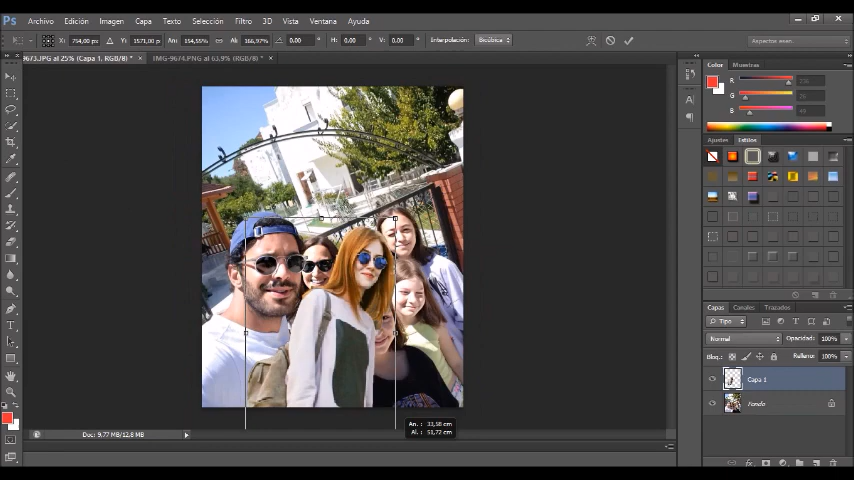 Ps Archivo Edición Imagen Capa Texto Selección Filtro 3D Vista Ventana Ayuda
X: 754,00 px Y: 1571,00 px An: 154,55% Al: 166,92% 0.00 ° H: 0.00 ° V: 0.00 ° Interpolación: Bicúbica
Aspectos esen...
9673.JPG al 25% (Capa 1, RGB/8) * × IMG-9674.PNG al 63,9% (RGB/8) * ×
Color Muestras
R
G
B
Ajustes Estilos
Capas Canales Trazados
Tipo
Normal Opacidad: 100%
Bloq.: Relleno: 100%
Capa 1
Fondo
An. : 33,58 cm
Al. : 51,72 cm
Doc: 9.77 MB/12.8 MB